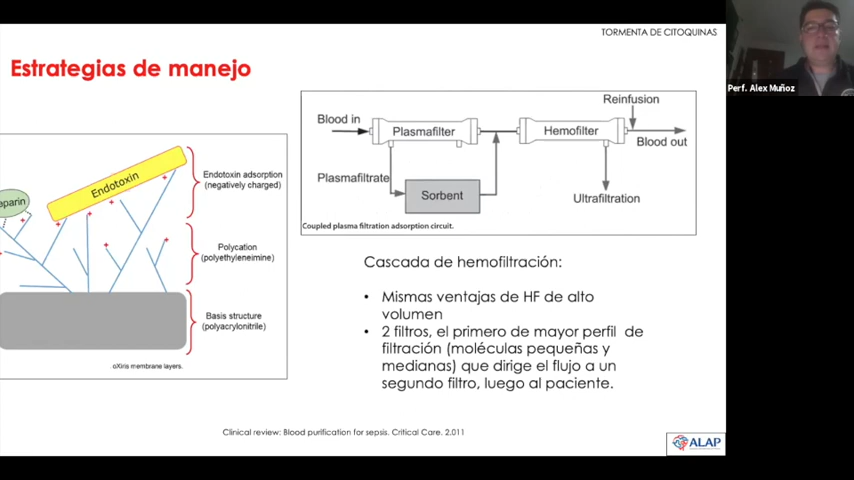 TORMENTA DE CITOQUINAS
Perf. Alex Muñoz
Estrategias de manejo
Endotoxin
eparin
Endotoxin adsorption
(negatively charged)
Polycation
(polyethyleneimine)
Basis structure
(polyacrylonitrile)
oXiris membrane layers.
Blood in
Plasmafilter
Hemofilter
Reinfusion
Blood out
Plasmafiltrate
Sorbent
Ultrafiltration
Coupled plasma filtration adsorption circuit.
Cascada de hemofiltración:
• Mismas ventajas de HF de alto
volumen
• 2 filtros, el primero de mayor perfil de
filtración (moléculas pequeñas y
medianas) que dirige el flujo a un
segundo filtro, luego al paciente.
Clinical review: Blood purification for sepsis. Critical Care. 2.011
ALAP